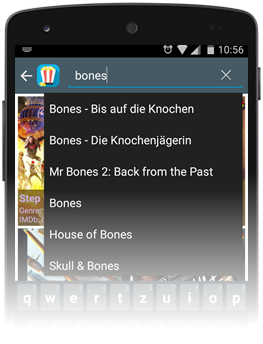 10:56
bones
Bones - Bis auf die Knochen
Bones - Die Knochenjägerin
Mr Bones 2: Back from the Past
Step
Bones
Genre
IMDb:
House of Bones
Skull & Bones
q w e r t z u i o p